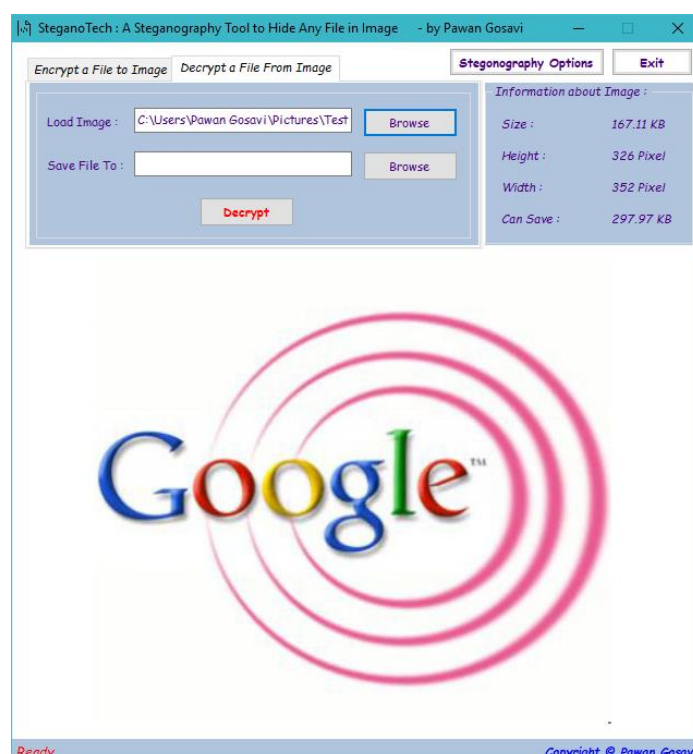 SteganoTech : A Steganography Tool to Hide Any File in Image - by Pawan Gosavi
Encrypt a File to Image Decrypt a File From Image Stegonography Options Exit
Information about Image :
Load Image : C:\Users\Pawan Gosavi\Pictures\Test Browse Size : 167.11 KB
Save File To : Browse Height : 326 Pixel
Width : 352 Pixel
Decrypt Can Save : 297.97 KB
Google™
Ready Copyright © Pawan Gosav